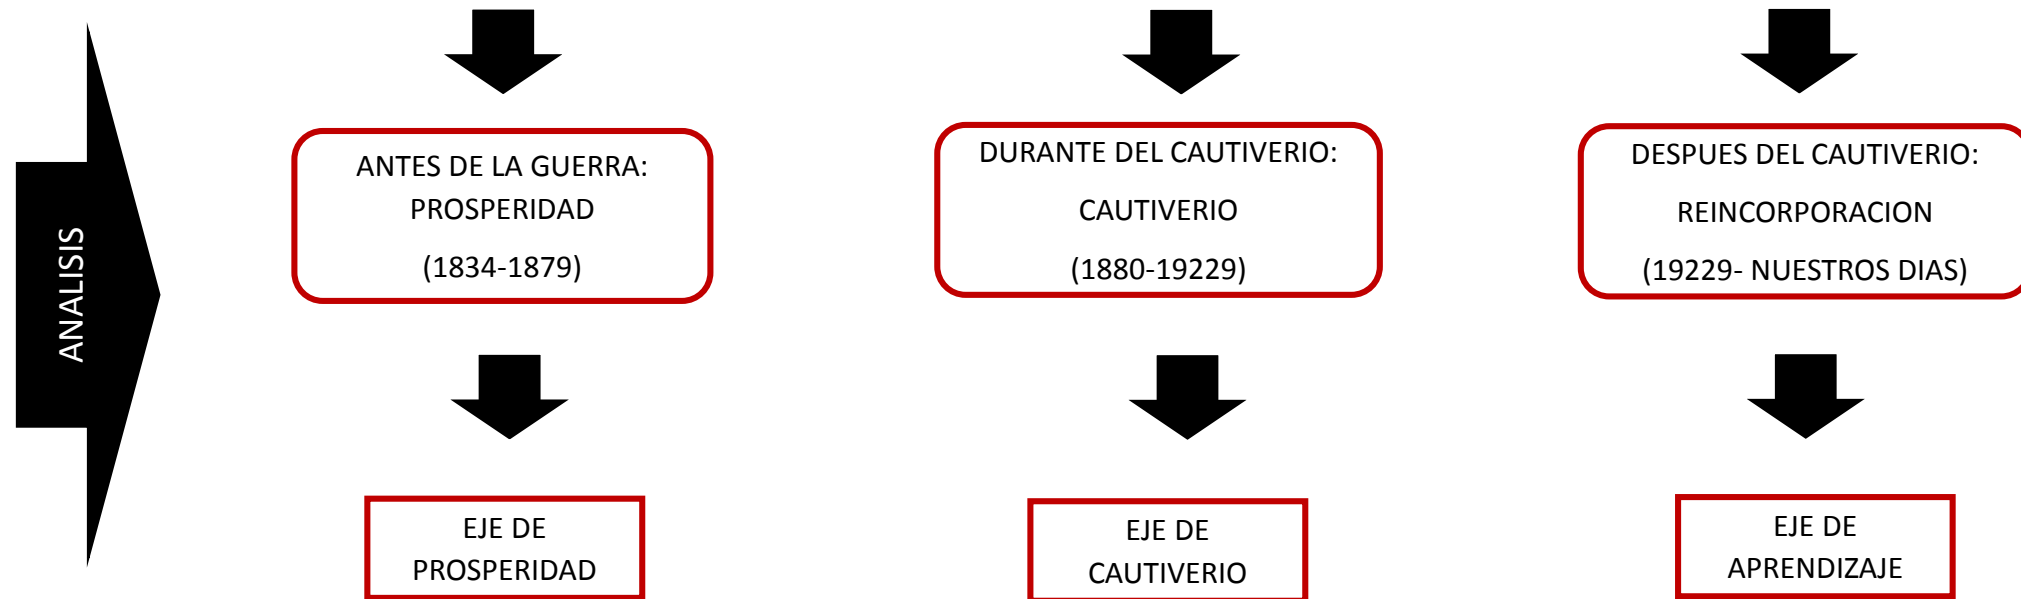 ANALISIS
ANTES DE LA GUERRA:
PROSPERIDAD
(1834-1879)
DURANTE DEL CAUTIVERIO:
CAUTIVERIO
(1880-19229)
DESPUES DEL CAUTIVERIO:
REINCORPORACION
(19229- NUESTROS DIAS)
EJE DE
PROSPERIDAD
EJE DE
CAUTIVERIO
EJE DE
APRENDIZAJE